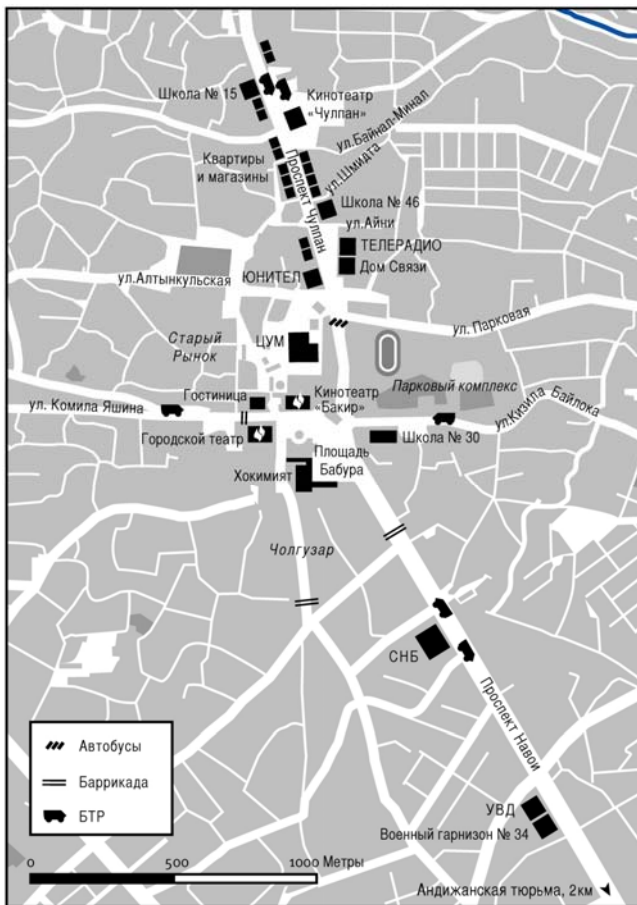 Школа № 15
Кинотеатр
«Чулпан»
ул.Байнал-Минал
Квартиры
и магазины
Проспект Чулпан
ул.Шмидта
Школа № 46
ул.Айни
ТЕЛЕРАДИО
Дом Связи
ул.Алтынкульская
ЮНИТЕЛ
ул. Парковая
Старый
Рынок
ЦУМ
Парковый комплекс
Гостиница
Кинотеатр
"Бакир"
ул. Комила Яшина
ул.Кизила Байлока
Городской театр
Школа № 30
Площадь
Бабура
Хокимият
Чолгузар
СНБ
Проспект Навои
Автобусы
Баррикада
БТР
УВД
Военный гарнизон № 34
0 500 1000 Метры
Андижанская тюрьма, 2км